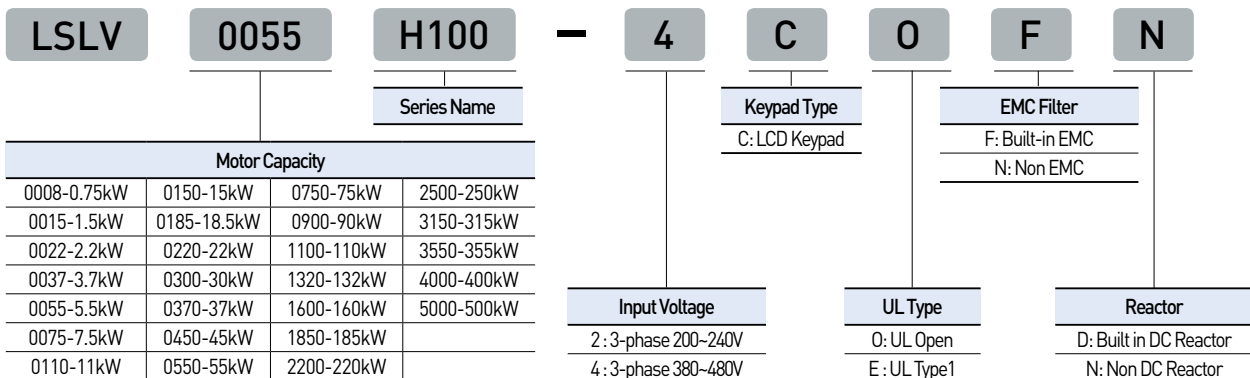 LSLV 0055 H100 - 4 C O F N
Series Name
Keypad Type
EMC Filter
C: LCD Keypad
F: Built-in EMC
N: Non EMC
Motor Capacity
0008-0.75kW 0150-15kW 0750-75kW 2500-250kW
0015-1.5kW 0185-18.5kW 0900-90kW 3150-315kW
0022-2.2kW 0220-22kW 1100-110kW 3550-355kW
0037-3.7kW 0300-30kW 1320-132kW 4000-400kW
0055-5.5kW 0370-37kW 1600-160kW 5000-500kW
0075-7.5kW 0450-45kW 1850-185kW
0110-11kW 0550-55kW 2200-220kW
Input Voltage
2 : 3-phase 200~240V
4 : 3-phase 380~480V
UL Type
O: UL Open
E : UL Type1
Reactor
D: Built in DC Reactor
N: Non DC Reactor